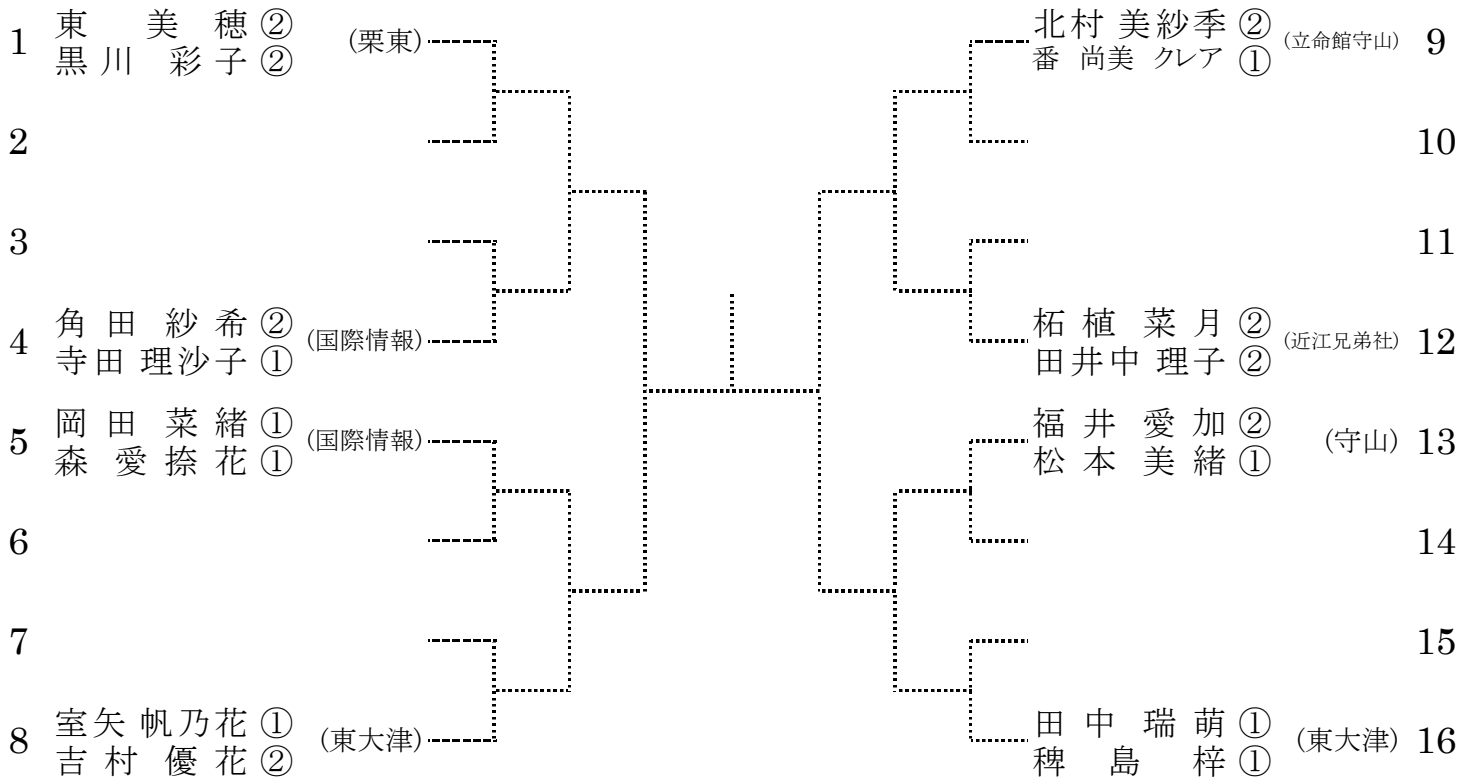 1 東 美 穂 ② (栗東)
黒 川 彩 子 ②
2
3
4 角 田 紗 希 ② (国際情報)
寺 田 理沙子 ①
5 岡 田 菜 緒 ① (国際情報)
森 愛 捺 花 ①
6
7
8 室 矢 帆乃花 ① (東大津)
吉 村 優 花 ②
北 村 美 紗 季 ② (立命館守山) 9
番 尚美 クレア ①
10
11
柘 植 菜 月 ② (近江兄弟社) 12
田 井 中 理 子 ②
福 井 愛 加 ② (守山) 13
松 本 美 緒 ①
14
15
田 中 瑞 萌 ① (東大津) 16
稗 島 梓 ①